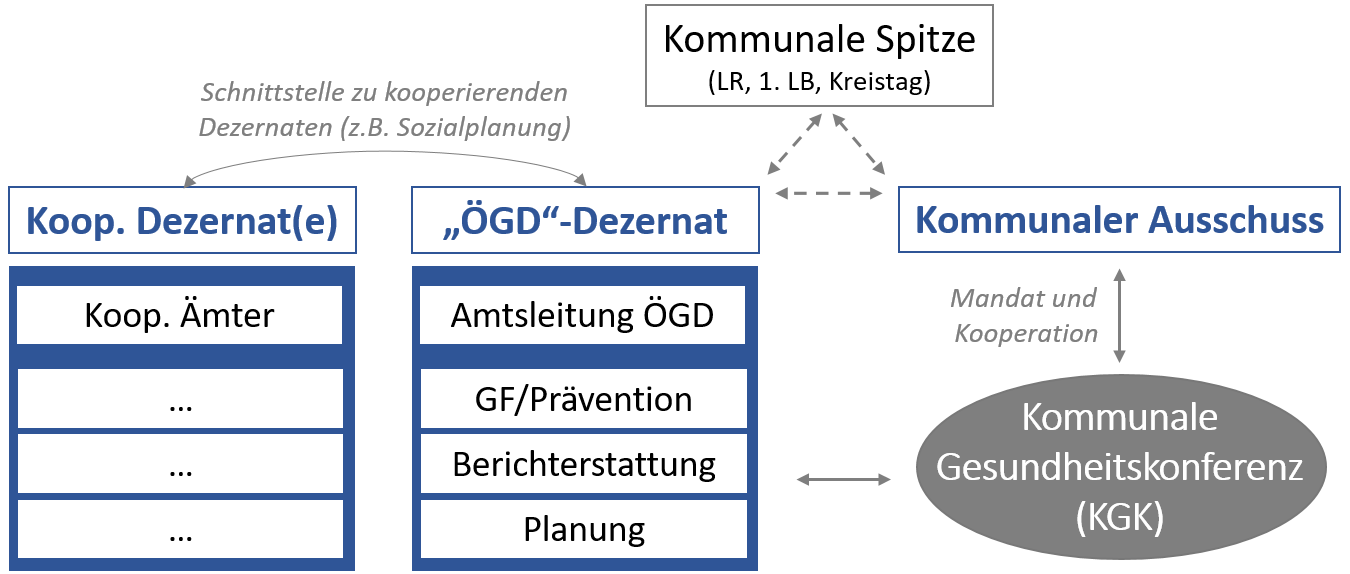 Kommunale Spitze
(LR, 1. LB, Kreistag)
Schnittstelle zu kooperierenden
Dezernaten (z.B. Sozialplanung)
Koop. Dezernat(e)
„ÖGD“-Dezernat
Kommunaler Ausschuss
Koop. Ämter
...
...
...
Amtsleitung ÖGD
GF/Prävention
Berichterstattung
Planung
Mandat und
Kooperation
Kommunale
Gesundheitskonferenz
(KGK)